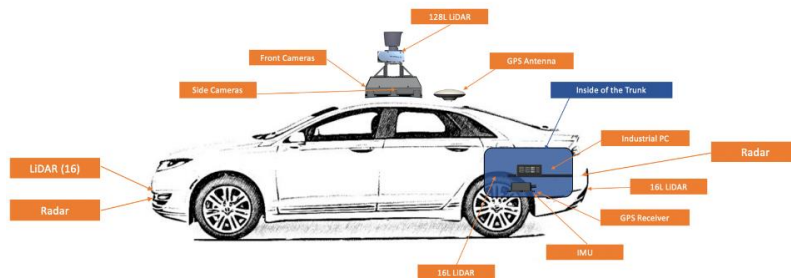 128L LiDAR
Front Cameras
GPS Antenna
Side Cameras
Inside of the Trunk
Industrial PC
LiDAR (16)
Radar
16L LiDAR
Radar
GPS Receiver
IMU
16L LiDAR